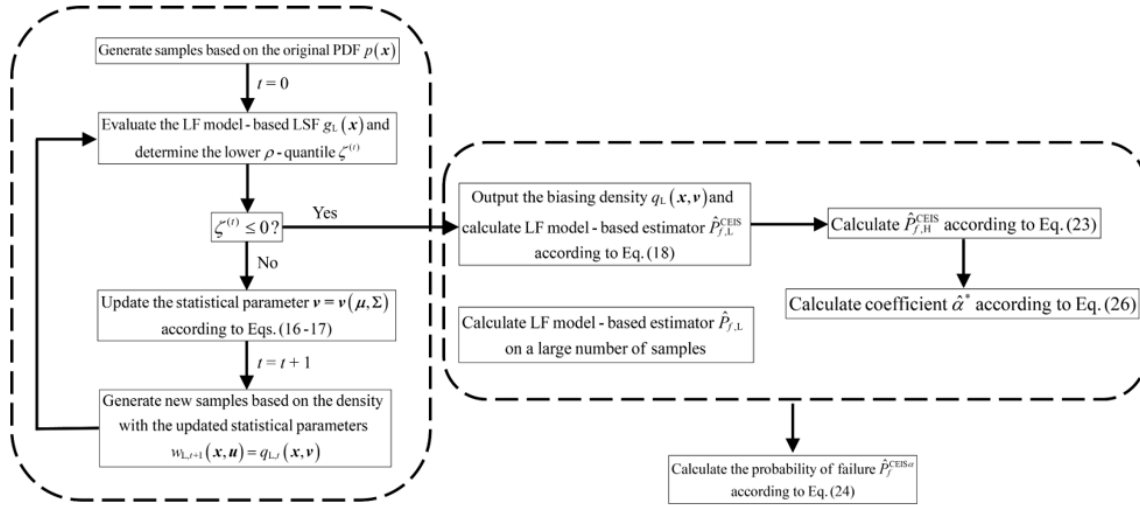 Generate samples based on the original PDF p(x)
t = 0
Evaluate the LF model - based LSF g_L(x) and
determine the lower ρ - quantile ζ^(t)
ζ^(t) ≤ 0 ?
Yes
No
Update the statistical parameter v = v(μ, Σ)
according to Eqs. (16 -17)
t = t + 1
Generate new samples based on the density
with the updated statistical parameters
w_{L,t+1}(x, u) = q_{L,t}(x, v)
Output the biasing density q_L(x, v) and
calculate LF model - based estimator P̂_{f,L}^{CEIS}
according to Eq. (18)
Calculate LF model - based estimator P̂_{f,L}
on a large number of samples
Calculate P̂_{f,H}^{CEIS} according to Eq. (23)
Calculate coefficient α̂* according to Eq. (26)
Calculate the probability of failure P̂_f^{CEISα}
according to Eq. (24)